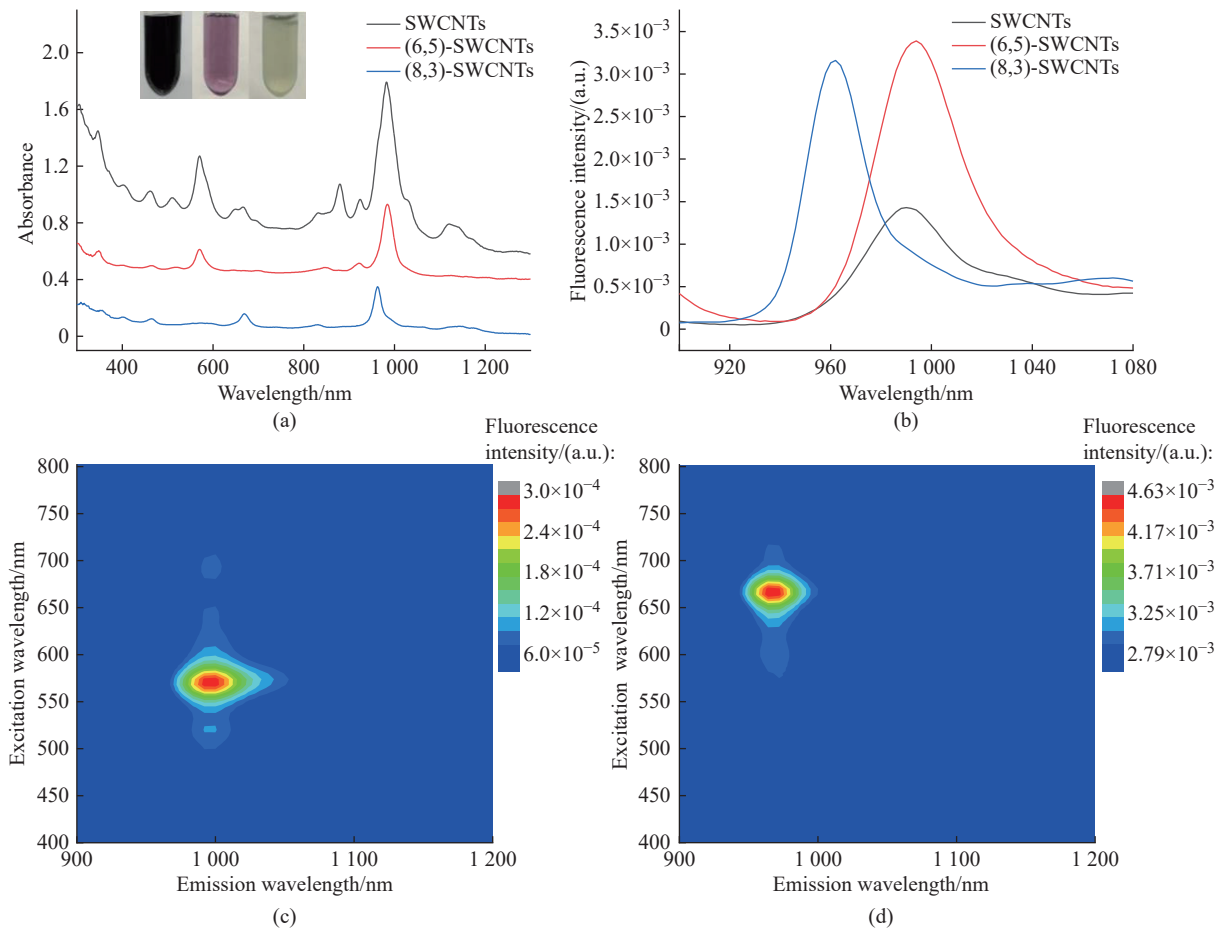 SWCNTs
(6,5)-SWCNTs
(8,3)-SWCNTs
2.0
1.6
1.2
0.8
0.4
0
Absorbance
400
600
800
1 000
1 200
Wavelength/nm
(a)
SWCNTs
(6,5)-SWCNTs
(8,3)-SWCNTs
3.5×10⁻³
3.0×10⁻³
2.5×10⁻³
2.0×10⁻³
1.5×10⁻³
1.0×10⁻³
0.5×10⁻³
0
Fluorescence intensity/(a.u.)
920
960
1 000
1 040
1 080
Wavelength/nm
(b)
Fluorescence
intensity/(a.u.):
3.0×10⁻⁴
2.4×10⁻⁴
1.8×10⁻⁴
1.2×10⁻⁴
6.0×10⁻⁵
800
750
700
650
600
550
500
450
400
Excitation wavelength/nm
900
1 000
1 100
1 200
Emission wavelength/nm
(c)
Fluorescence
intensity/(a.u.):
4.63×10⁻³
4.17×10⁻³
3.71×10⁻³
3.25×10⁻³
2.79×10⁻³
800
750
700
650
600
550
500
450
400
Excitation wavelength/nm
900
1 000
1 100
1 200
Emission wavelength/nm
(d)